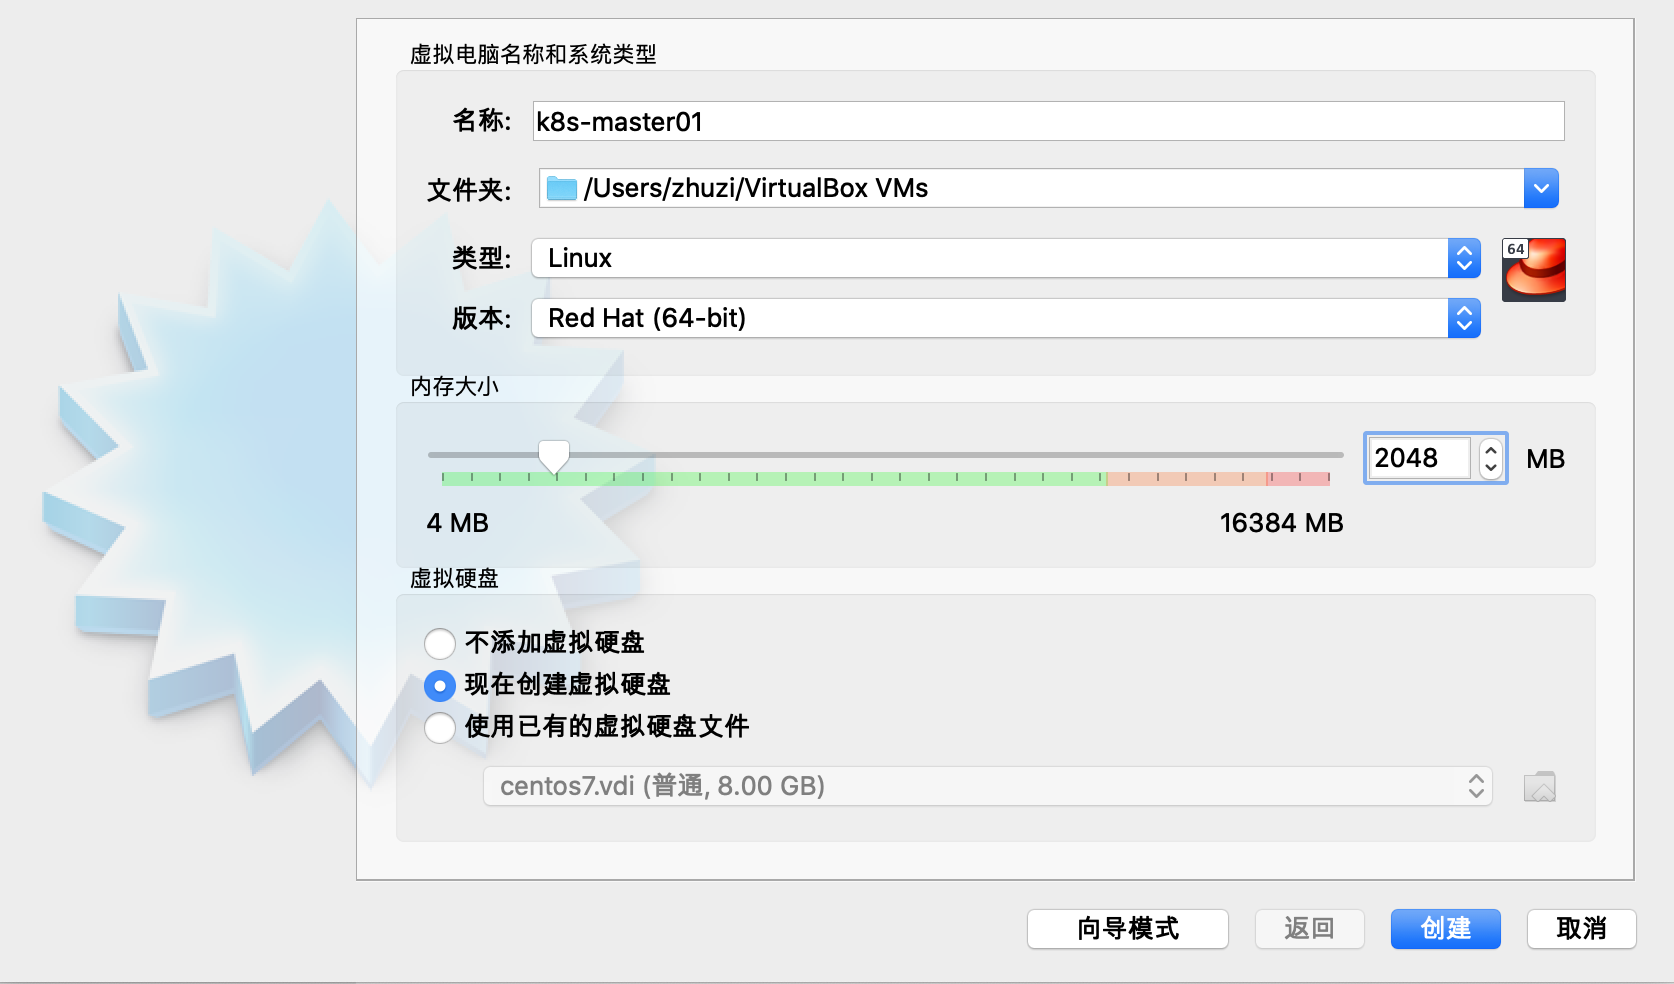 虚拟电脑名称和系统类型
名称: k8s-master01
文件夹: /Users/zhuzi/VirtualBox VMs
类型: Linux
64
版本: Red Hat (64-bit)
内存大小
2048 MB
4 MB 16384 MB
虚拟硬盘
不添加虚拟硬盘
现在创建虚拟硬盘
使用已有的虚拟硬盘文件
centos7.vdi (普通, 8.00 GB)
向导模式 返回 创建 取消